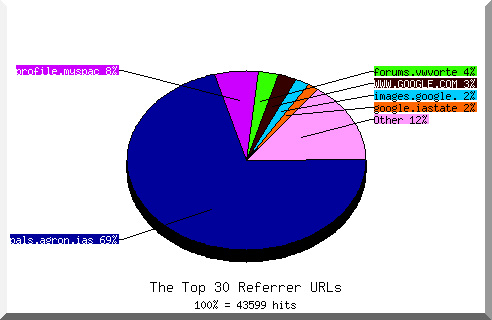 profile.myspac 8%
forums.vwvorte 4%
WWW.GOOGLE.COM 3%
images.google. 2%
google.iastate 2%
Other 12%
pals.agron.ias 69%
The Top 30 Referrer URLs
100% = 43599 hits